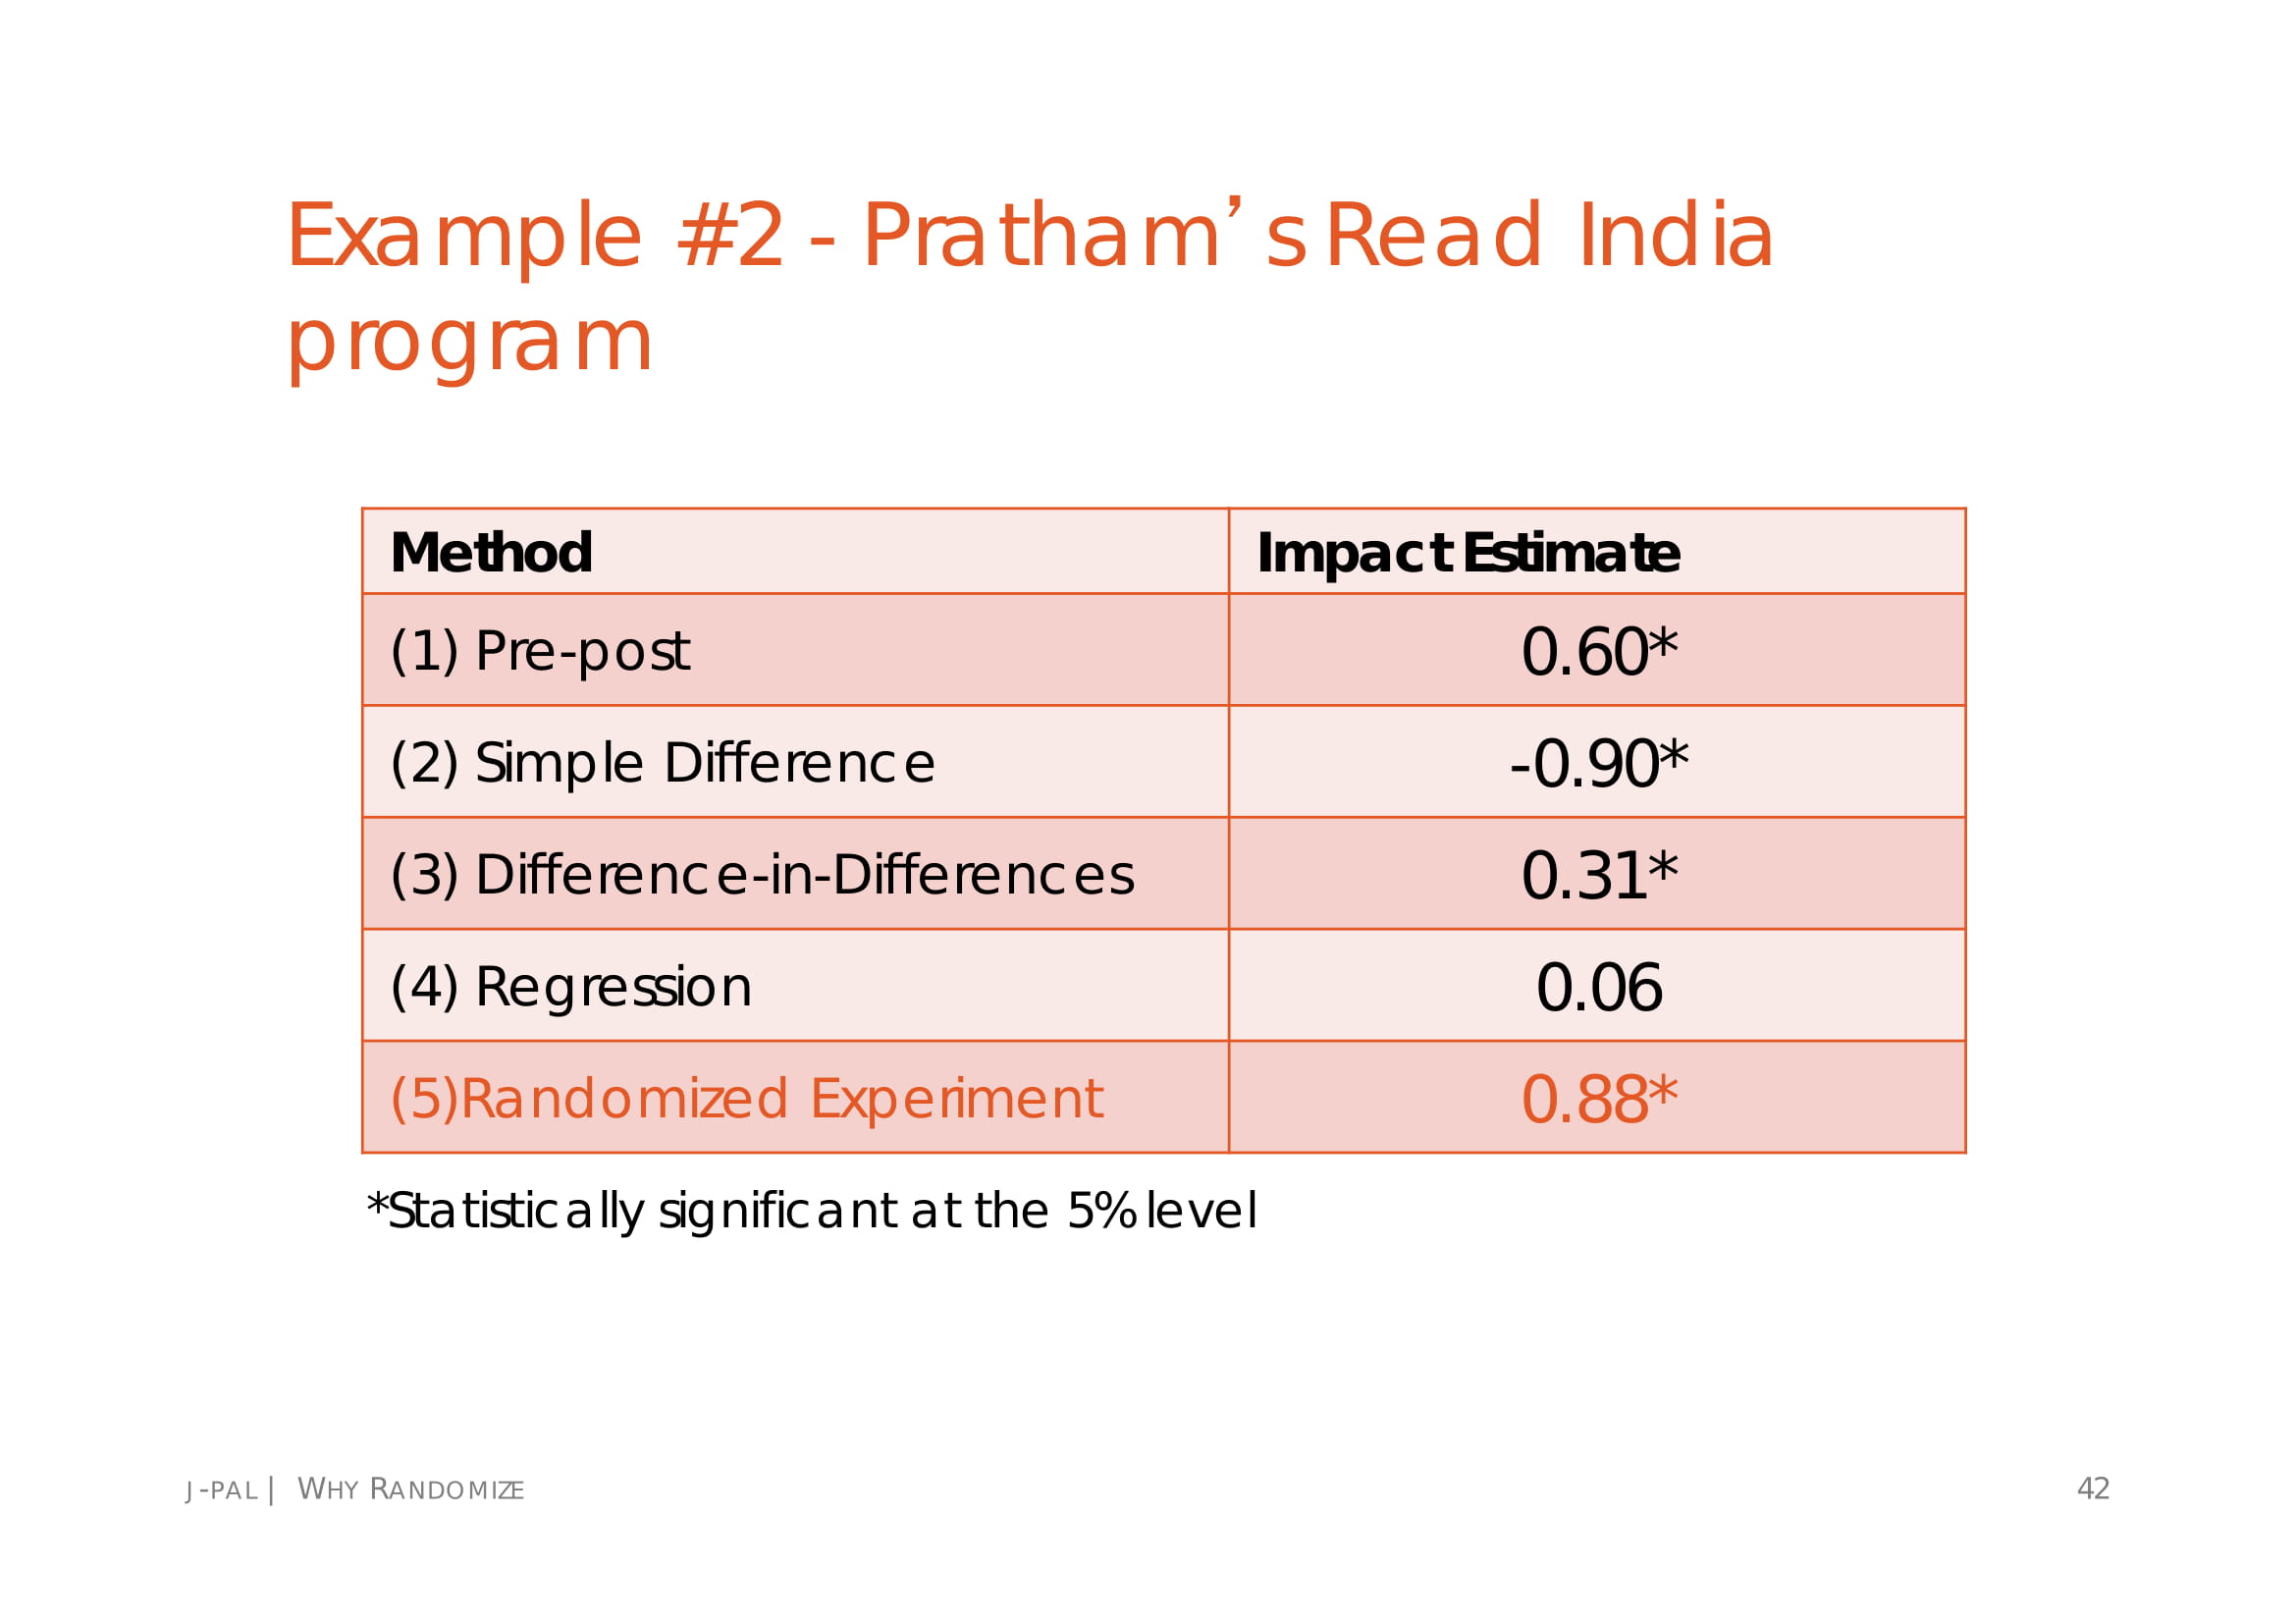 Example #2 - Pratham’s Read India
program
Method Impact Estimate
(1) Pre-post 0.60*
(2) Simple Difference -0.90*
(3) Difference-in-Differences 0.31*
(4) Regression 0.06
(5)Randomized Experiment 0.88*
*Statistically significant at the 5% level
J-PAL | WHY RANDOMIZE 42